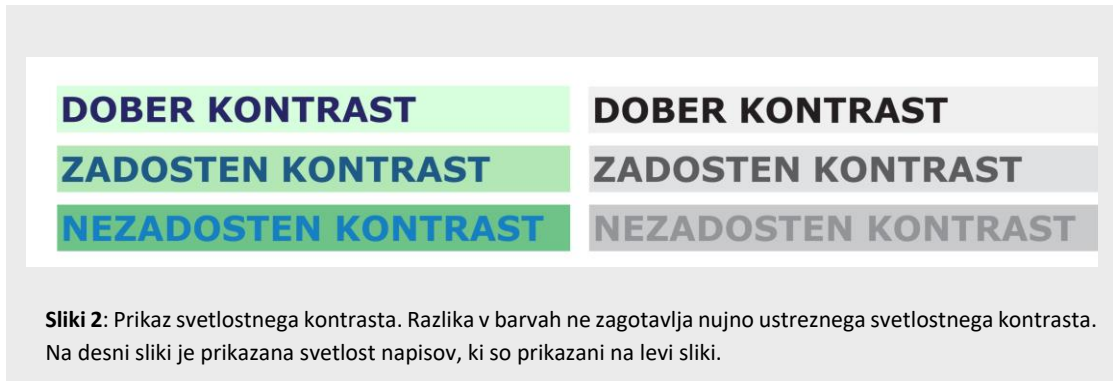 DOBER KONTRAST
ZADOSTEN KONTRAST
NEZADOSTEN KONTRAST
DOBER KONTRAST
ZADOSTEN KONTRAST
NEZADOSTEN KONTRAST
Sliki 2: Prikaz svetlostnega kontrasta. Razlika v barvah ne zagotavlja nujno ustreznega svetlostnega kontrasta.
Na desni sliki je prikazana svetlost napisov, ki so prikazani na levi sliki.